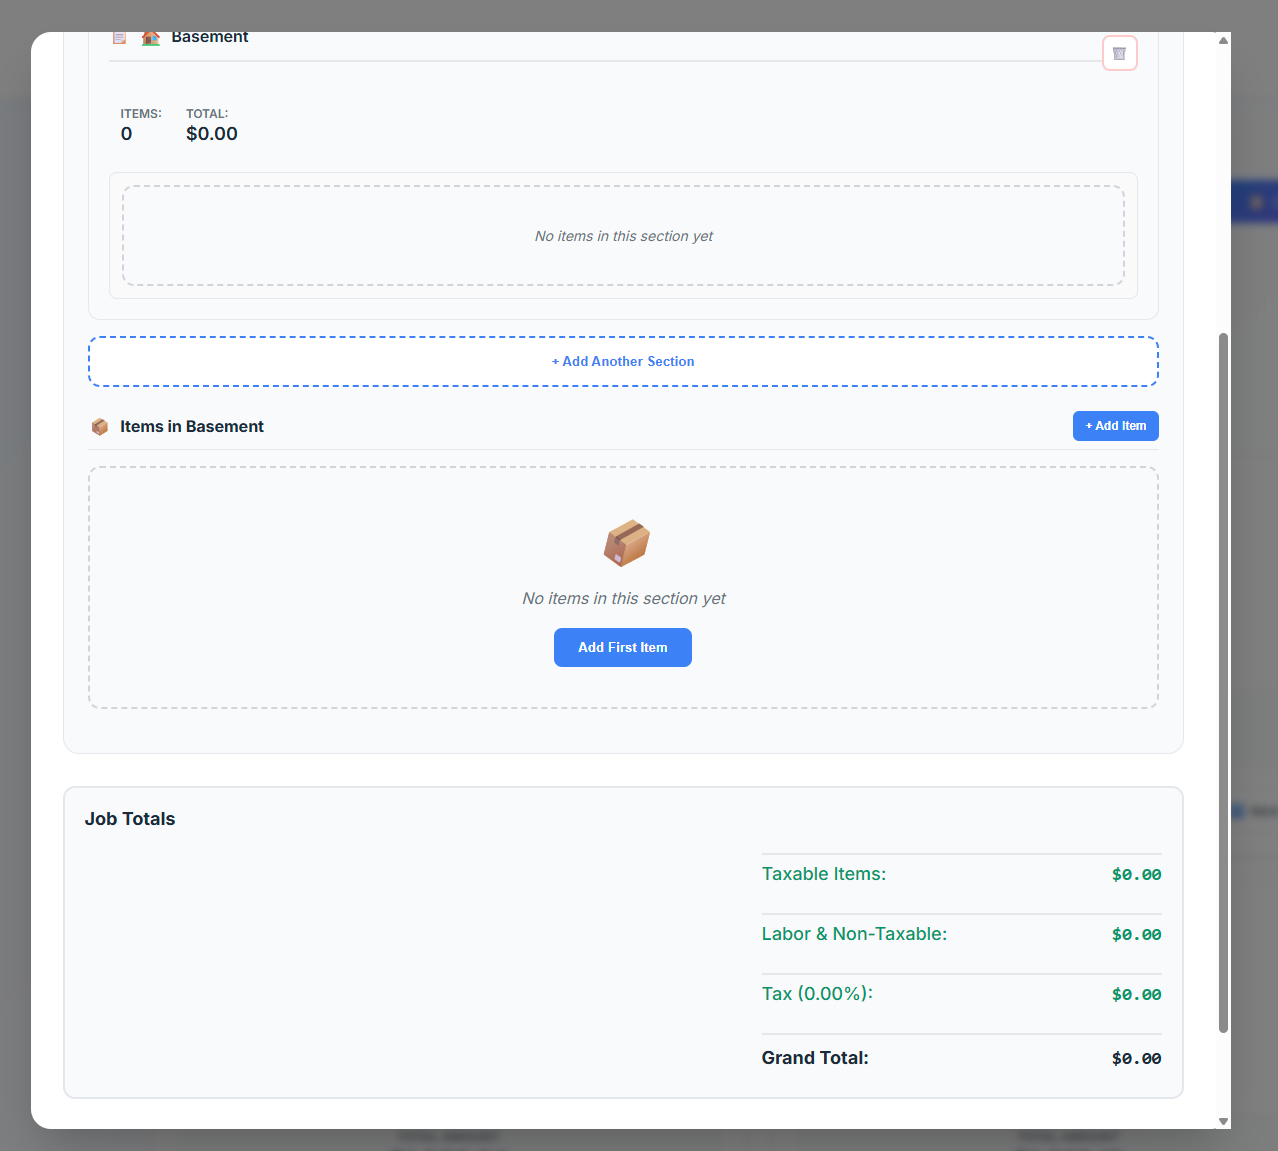 Basement
ITEMS: TOTAL:
0 $0.00
No items in this section yet
+ Add Another Section
Items in Basement
+ Add Item
No items in this section yet
Add First Item
Job Totals
Taxable Items: $0.00
Labor & Non-Taxable: $0.00
Tax (0.00%): $0.00
Grand Total: $0.00